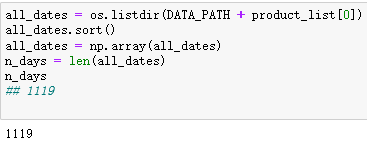 all_dates = os.listdir(DATA_PATH + product_list[0])
all_dates.sort()
all_dates = np.array(all_dates)
n_days = len(all_dates)
n_days
## 1119
1119